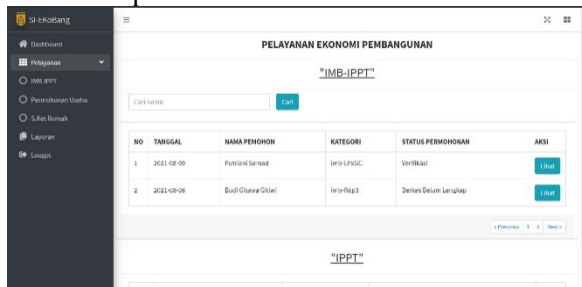 SI-EKoBang
Dashboard
Pelayanan
IMB-IPPT
Permohonan Usaha
S.Ket Rumah
Laporan
Logout
PELAYANAN EKONOMI PEMBANGUNAN
"IMB-IPPT"
Cari nama Cari
NO TANGGAL NAMA PEMOHON KATEGORI STATUS PERMOHONAN AKSI
1 2021-08-09 Putriani Samad Verifikasi Lihat
2 2021-08-08 Budi Berkas Belum Lengkap Lihat
« Previous 1 2 Next »
"IPPT"